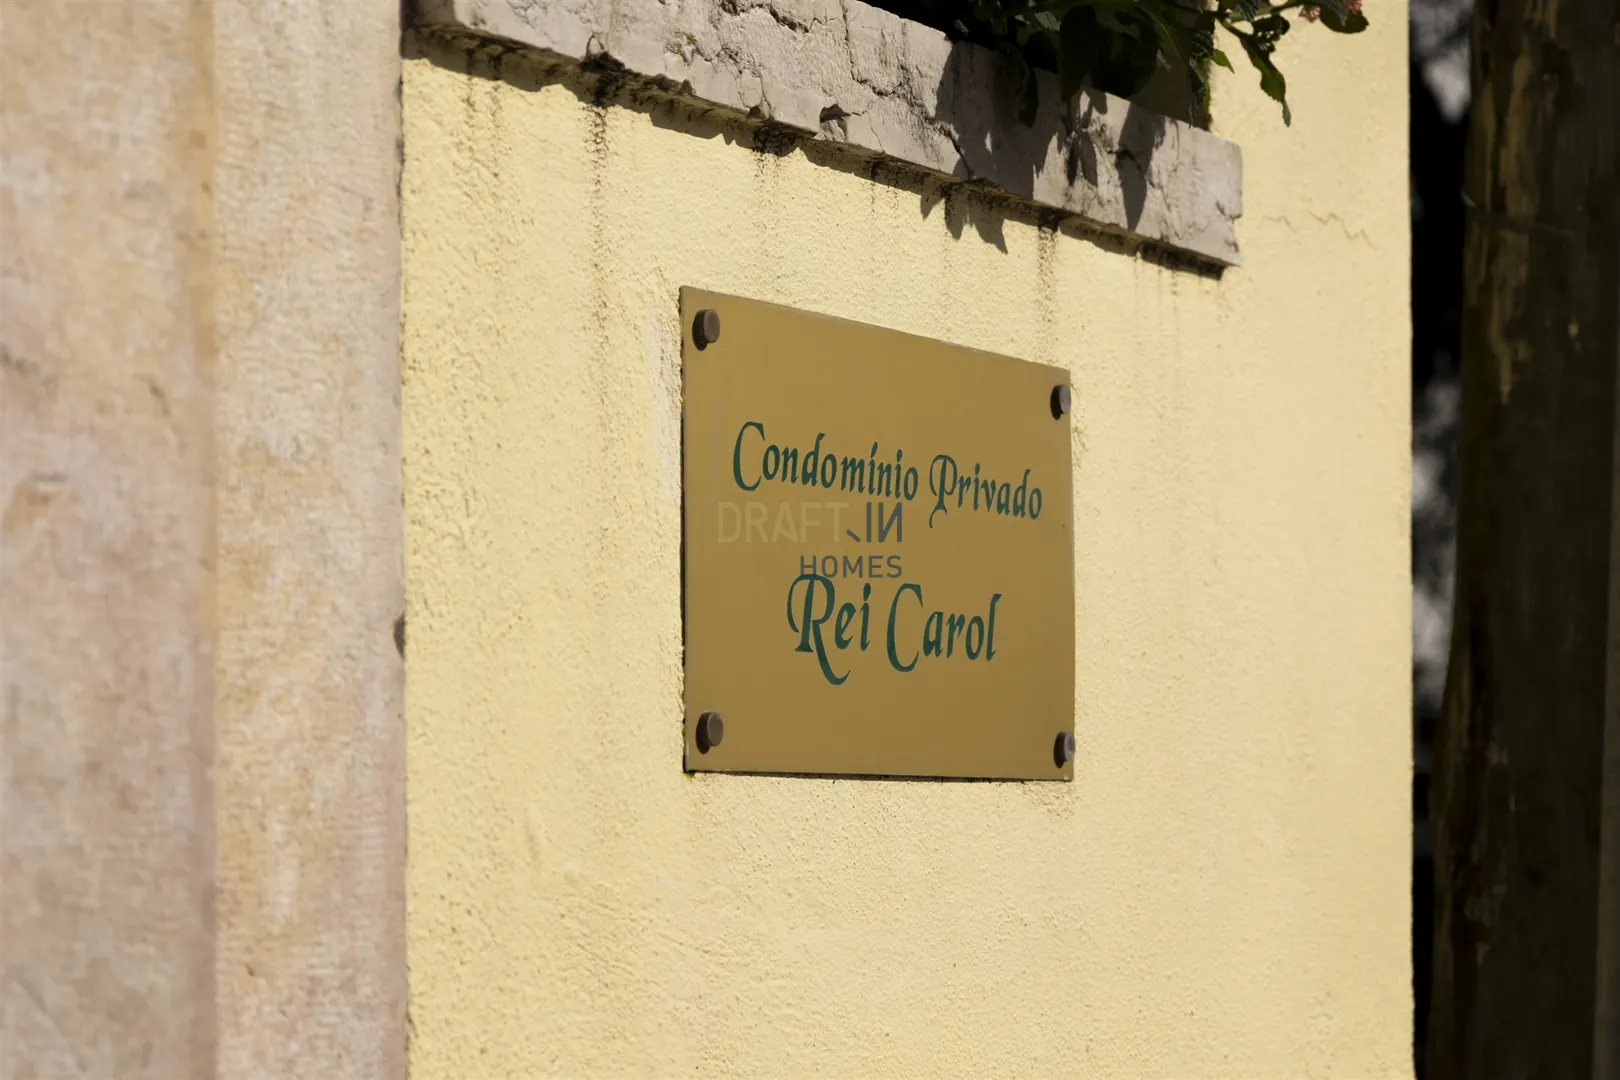 Condomínio Privado
DRAFT.IN
HOMES
Rei Carol